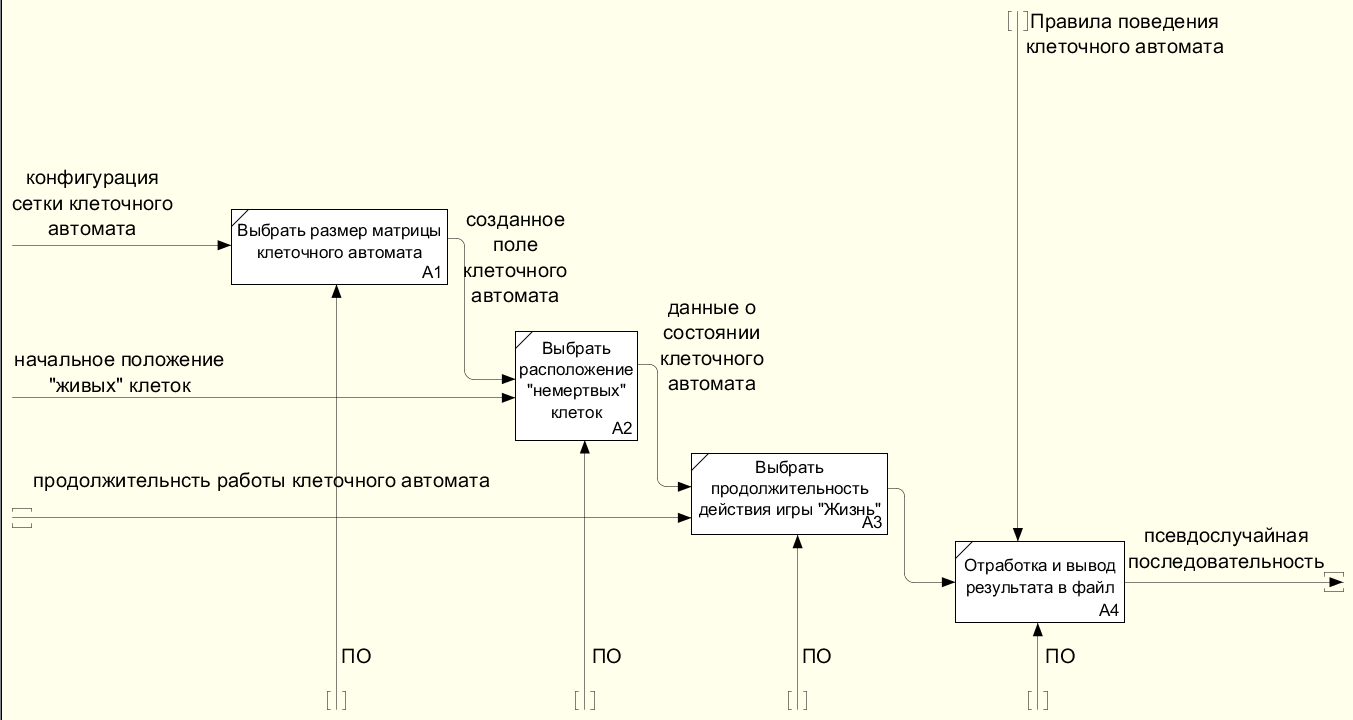 Правила поведения
клеточного автомата
конфигурация
сетки клеточного
автомата
Выбрать размер матрицы
клеточного автомата
A1
созданное
поле
клеточного
автомата
данные о
состоянии
клеточного
автомата
начальное положение
"живых" клеток
Выбрать
расположение
"немертвых"
клеток
A2
продолжительнсть работы клеточного автомата
Выбрать
продолжительность
действия игры "Жизнь"
A3
Отработка и вывод
результата в файл
A4
псевдослучайная
последовательность
ПО
ПО
ПО
ПО